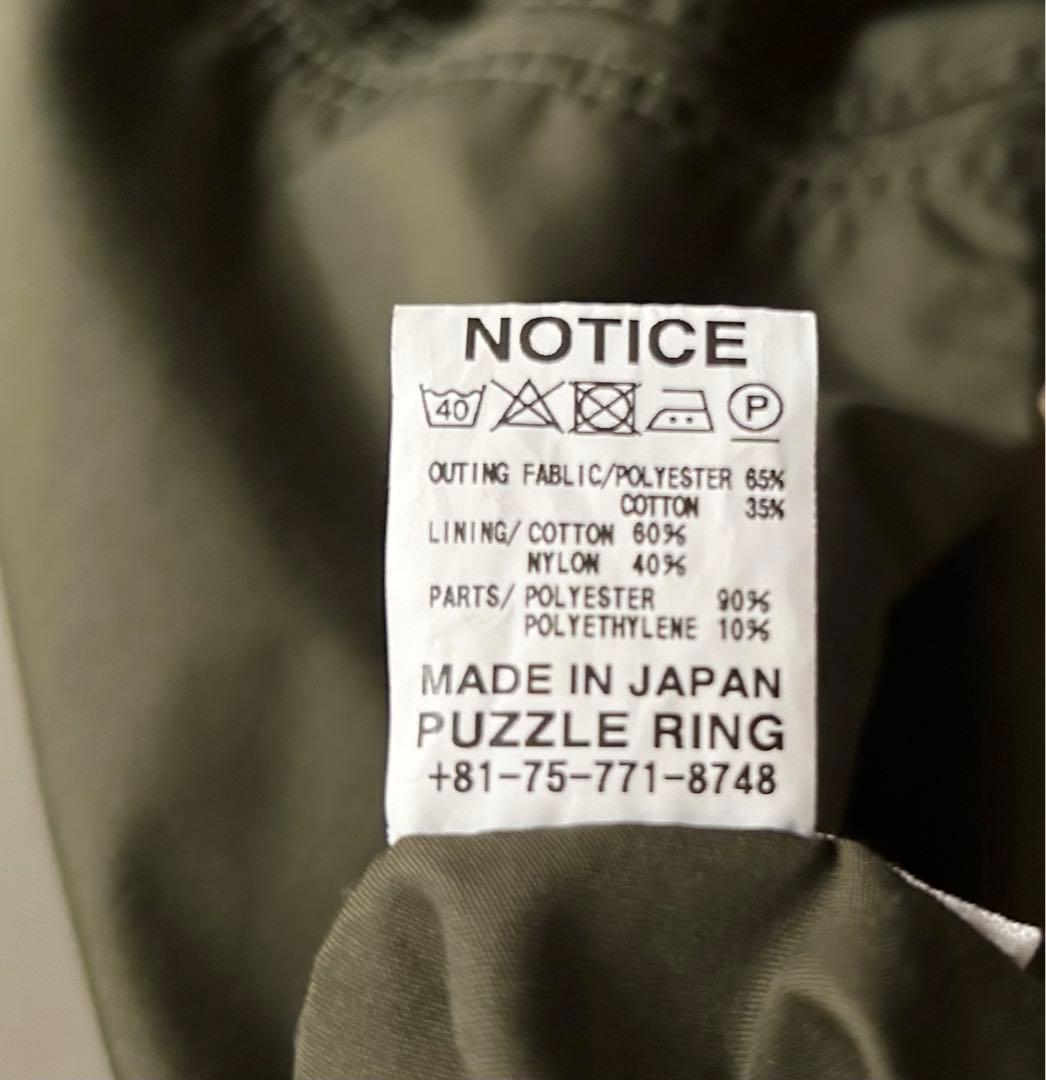 NOTICE
40 P
OUTING FABLIC/POLYESTER 65%
COTTON 35%
LINING/COTTON 60%
NYLON 40%
PARTS/POLYESTER 90%
POLYETHYLENE 10%
MADE IN JAPAN
PUZZLE RING
+81-75-771-8748